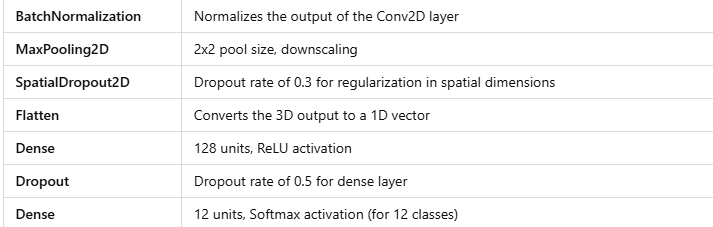 BatchNormalization Normalizes the output of the Conv2D layer
MaxPooling2D 2x2 pool size, downscaling
SpatialDropout2D Dropout rate of 0.3 for regularization in spatial dimensions
Flatten Converts the 3D output to a 1D vector
Dense 128 units, ReLU activation
Dropout Dropout rate of 0.5 for dense layer
Dense 12 units, Softmax activation (for 12 classes)